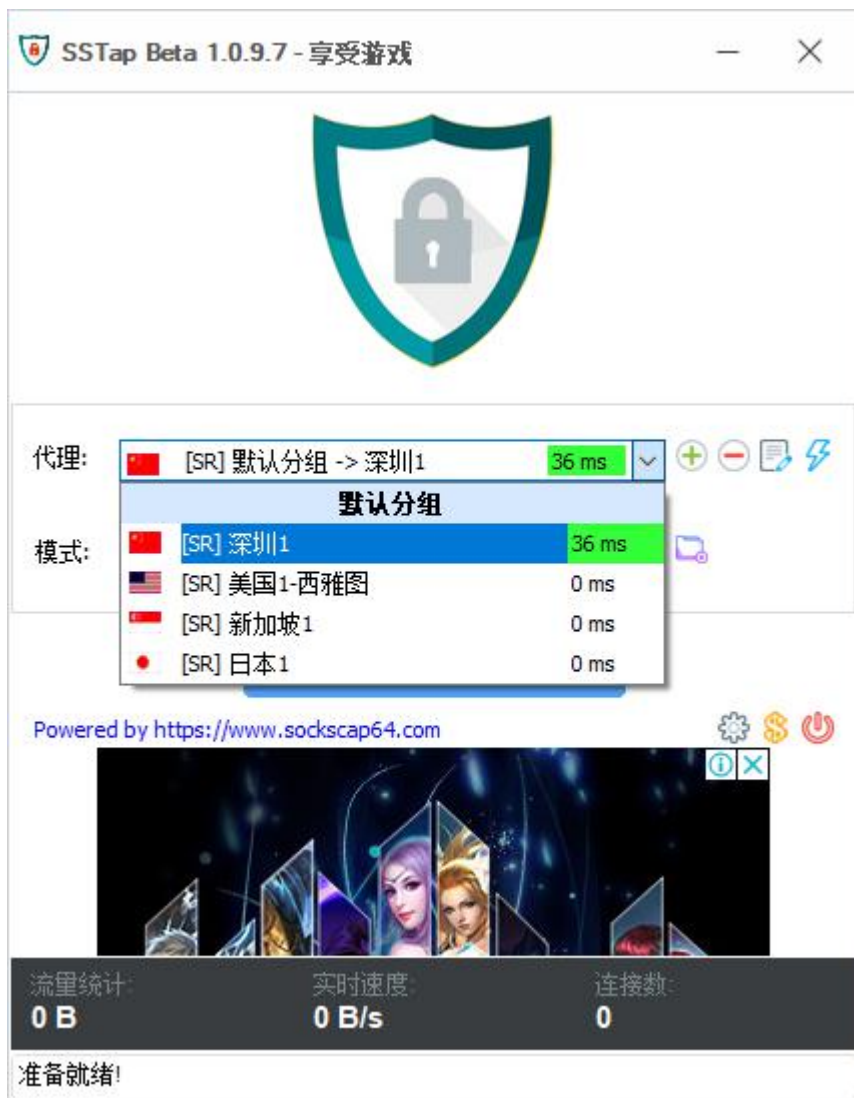 SSTap Beta 1.0.9.7 - 享受游戏
代理:
[SR] 默认分组 -> 深圳1 36 ms
默认分组
[SR] 深圳1 36 ms
模式:
[SR] 美国1-西雅图 0 ms
[SR] 新加坡1 0 ms
[SR] 日本1 0 ms
Powered by https://www.sockscap64.com
流量统计: 实时速度: 连接数:
0 B 0 B/s 0
准备就绪!